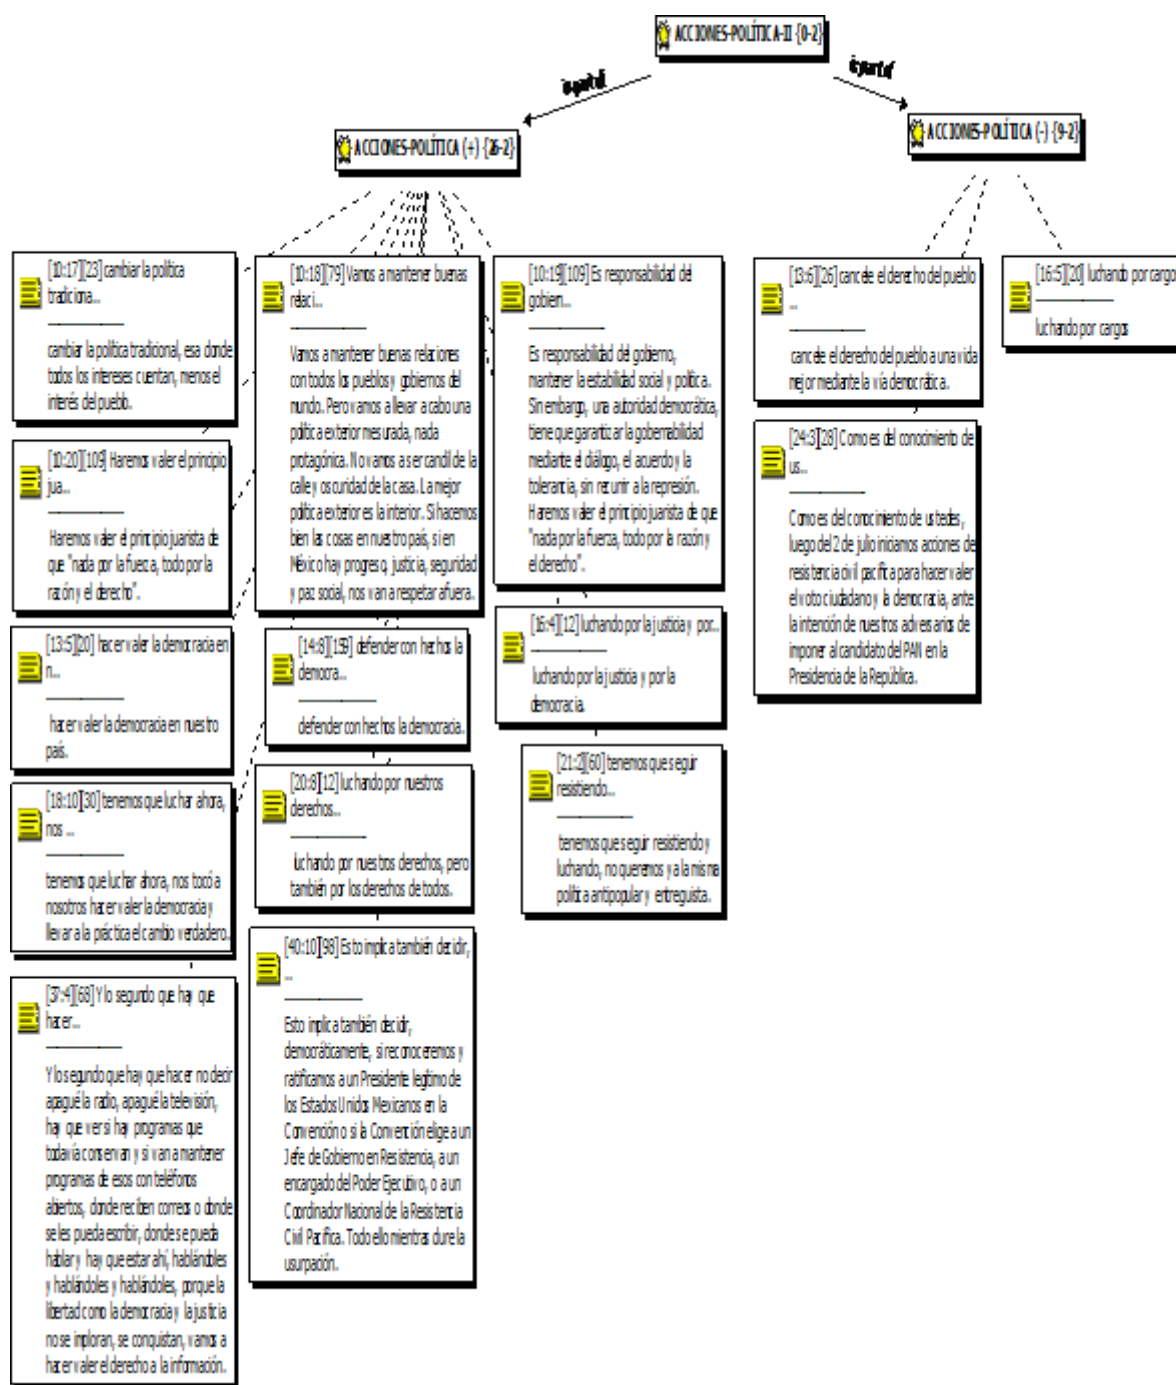 ACCIONES-POLÍTICA-II {0-2}
is part of
is part of
ACCIONES-POLÍTICA (+) {26-2}
ACCIONES-POLÍTICA (-) {9-2}
[10:17][23] cambiar la política
tradiciona...
cambiar la política tradicional, esa donde
todos los intereses cuentan, menos el
interés del pueblo.
[10:20][109] Haremos valer el principio
jua...
Haremos valer el principio juarista de
que "nada por la fuerza, todo por la
razón y el derecho".
[13:5][20] hacer valer la democracia en
n...
hacer valer la democracia en nuestro
país.
[18:10][30] tenemos que luchar ahora,
nos ...
tenemos que luchar ahora, nos tocó a
nosotros hacer valer la democracia y
llevar a la práctica el cambio verdadero.
[37:4][68] Y lo segundo que hay que
hacer...
Y lo segundo que hay que hacer no decir
apagué la radio, apagué la televisión,
hay que ver si hay programas que
todavía conservan y si van a mantener
programas de esos con teléfonos
abiertos, donde reciben correos o donde
se les pueda escribir, donde se pueda
hablar y hay que estar ahí, hablándoles
y hablándoles y hablándoles, porque la
libertad como la democracia y la justicia
no se imploran, se conquistan, vamos a
hacer valer el derecho a la información.
[10:18][79] Vamos a mantener buenas
relaci...
Vamos a mantener buenas relaciones
con todos los pueblos y gobiernos del
mundo. Pero vamos a llevar a cabo una
política exterior mesurada, nada
protagónica. No vamos a ser candil de la
calle y oscuridad de la casa. La mejor
política exterior es la interior. Si hacemos
bien las cosas en nuestro país, si en
México hay progreso, justicia, seguridad
y paz social, nos van a respetar afuera.
[14:8][159] defender con hechos la
democra...
defender con hechos la democracia.
[20:8][12] luchando por nuestros
derechos...
luchando por nuestros derechos, pero
también por los derechos de todos.
[40:10][98] Esto implica también decidir,
...
Esto implica también decidir,
democráticamente, si reconoceremos y
ratificamos a un Presidente legítimo de
los Estados Unidos Mexicanos en la
Convención o si la Convención elige a un
Jefe de Gobierno en Resistencia, a un
encargado del Poder Ejecutivo, o a un
Coordinador Nacional de la Resistencia
Civil Pacífica. Todo ello mientras dure la
usurpación.
[10:19][109] Es responsabilidad del
gobiern...
Es responsabilidad del gobierno,
mantener la estabilidad social y política.
Sin embargo, una autoridad democrática,
tiene que garantizar la gobernabilidad
mediante el diálogo, el acuerdo y la
tolerancia, sin recurrir a la represión.
Haremos valer el principio juarista de que
"nada por la fuerza, todo por la razón y
el derecho".
[16:4][12] luchando por la justicia y por...
luchando por la justicia y por la
democracia.
[21:2][60] tenemos que seguir
resistiendo...
tenemos que seguir resistiendo y
luchando, no queremos ya la misma
política antipopular y entreguista.
[13:6][26] cancele el derecho del pueblo
...
cancele el derecho del pueblo a una vida
mejor mediante la vía democrática.
[24:3][28] Como es del conocimiento de
us...
Como es del conocimiento de ustedes,
luego del 2 de julio iniciamos acciones de
resistencia civil pacífica para hacer valer
el voto ciudadano y la democracia, ante
la intención de nuestros adversarios de
imponer al candidato del PAN en la
Presidencia de la República.
[16:5][20] luchando por cargos
luchando por cargos